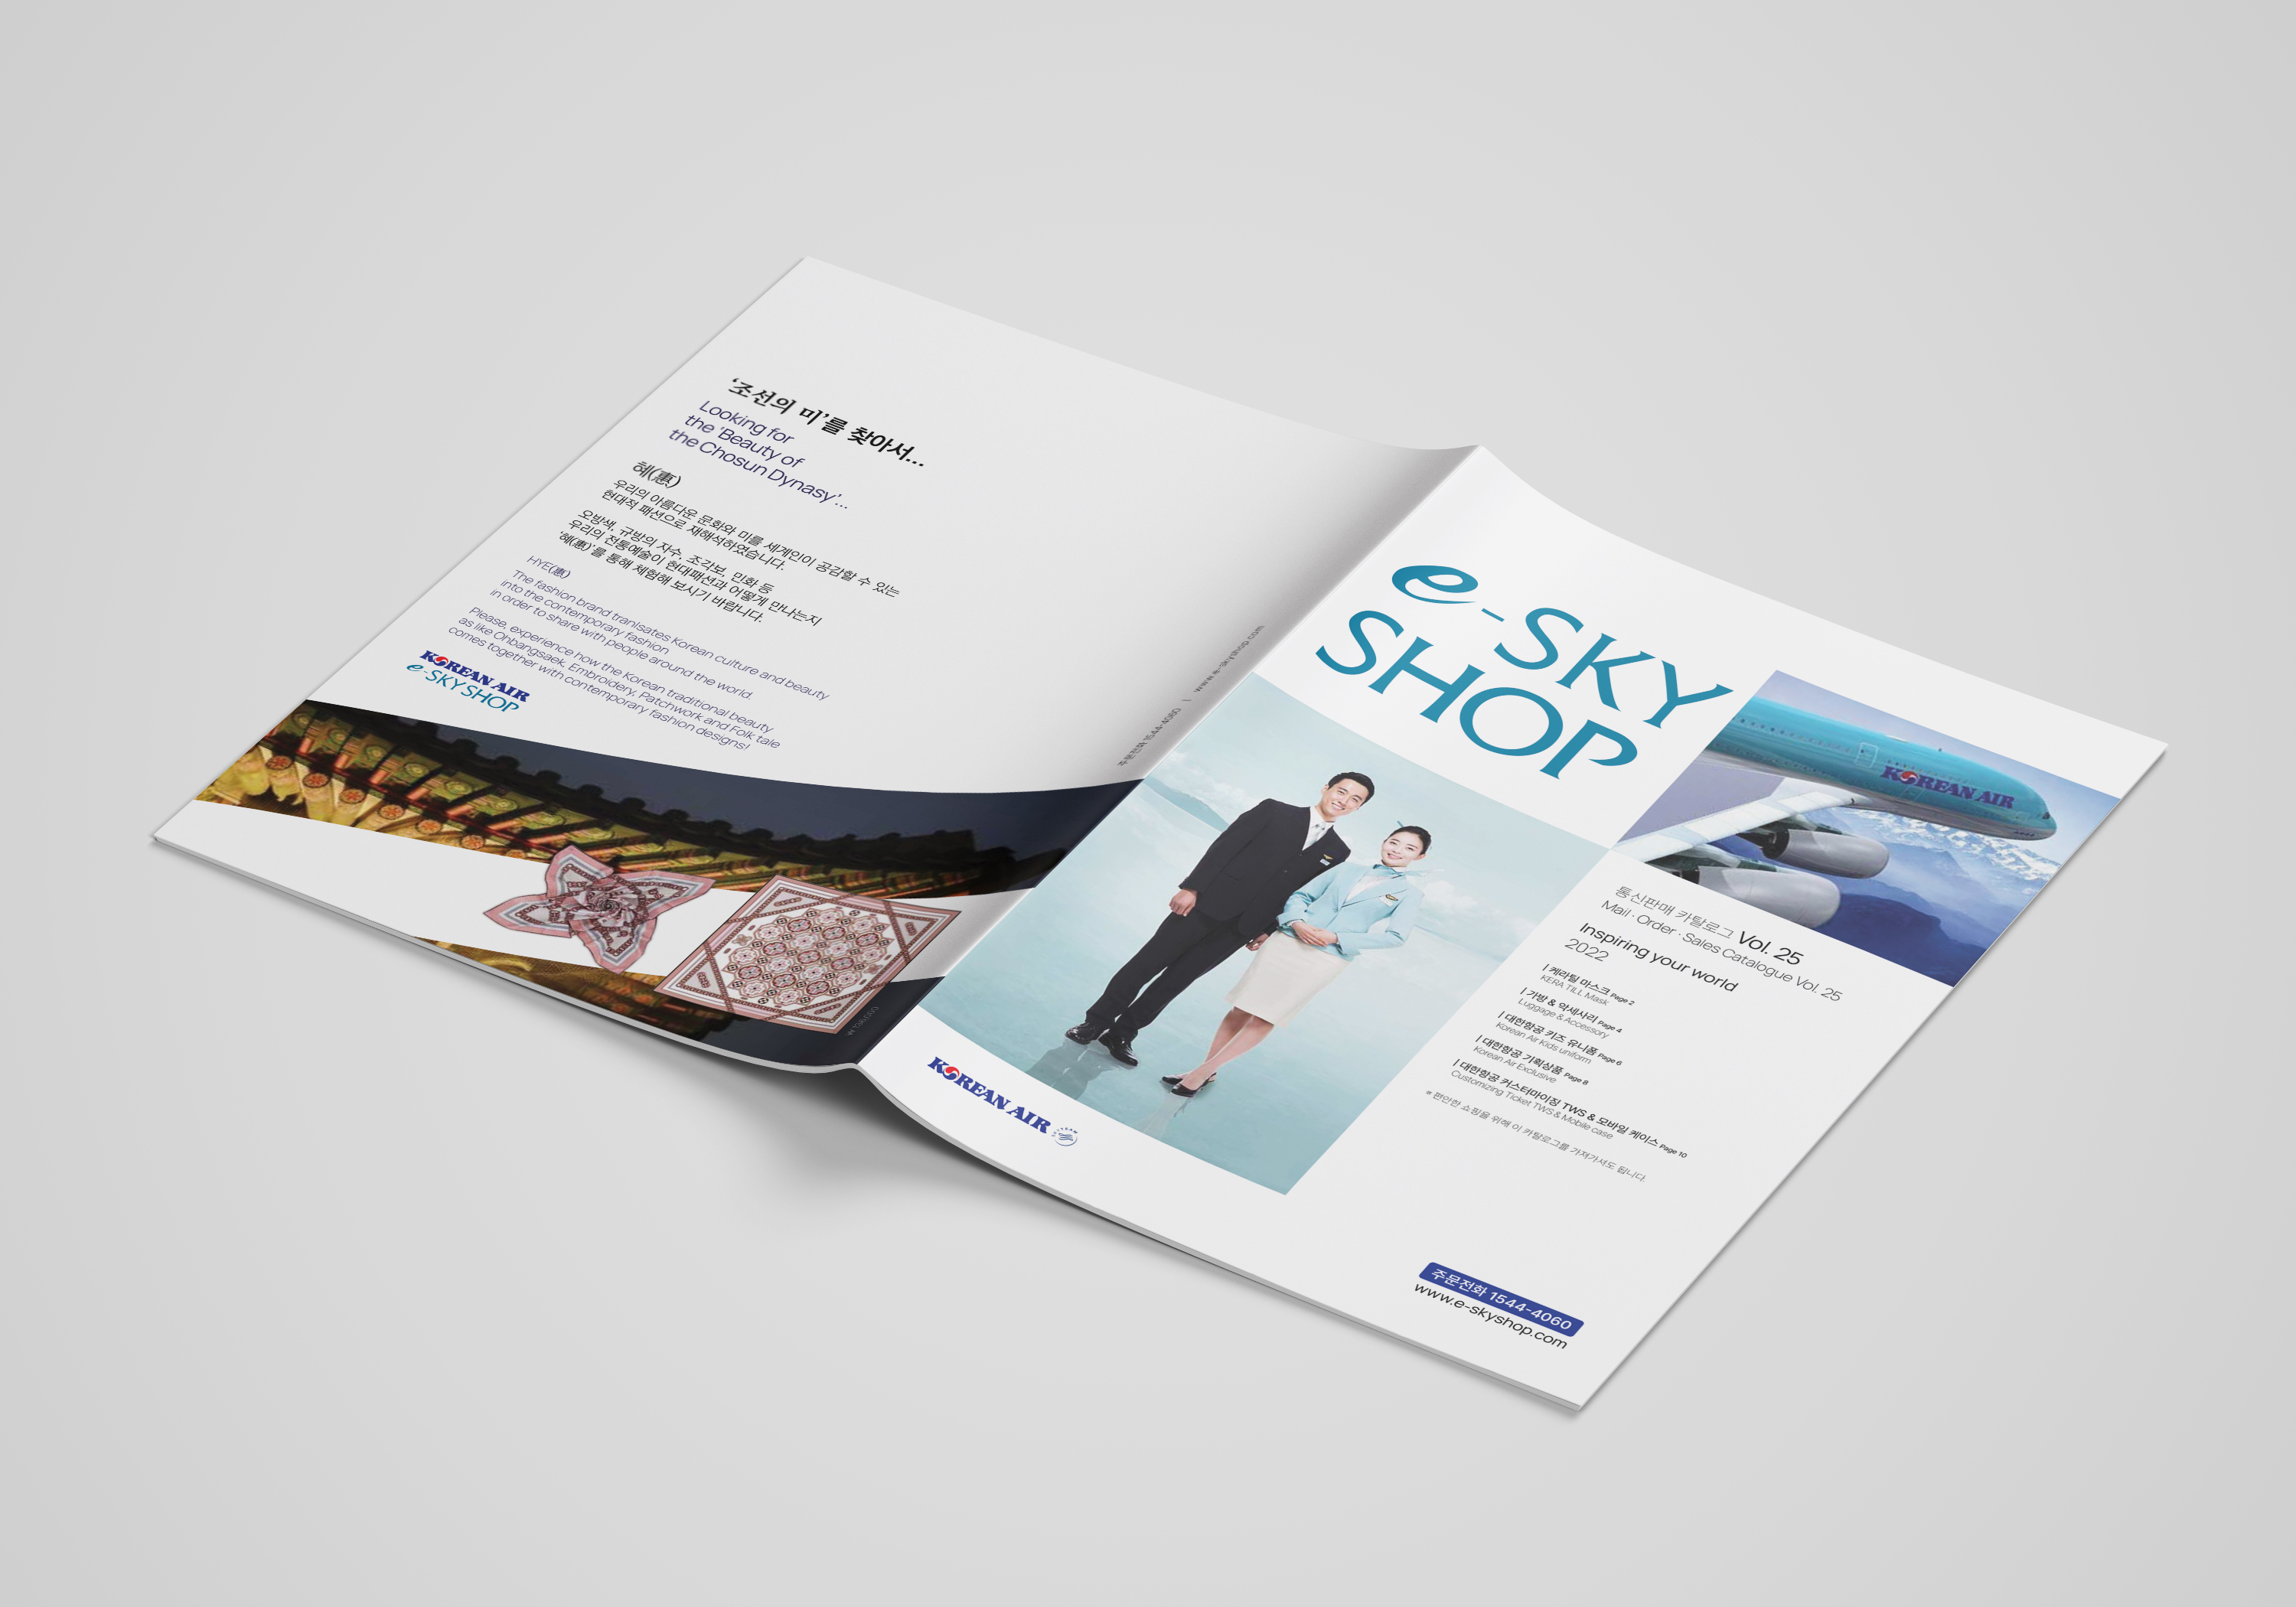 '조선의 미'를 찾아서...
Looking for
the 'Beauty of
the Chosun Dynasy'...
혜(惠)
우리의 아름다운 문화와 미를 세계인이 공감할 수 있는
현대적 패션으로 재해석하였습니다.
오방색, 규방의 자수, 조각보, 민화 등
우리의 전통예술이 현대패션과 어떻게 만나는지
'혜(惠)'를 통해 체험해 보시기 바랍니다.
HYE(惠)
The fashion brand tranlsates Korean culture and beauty
into the contemporary fashion
in order to share with people around the world.
Please, experience how the Korean traditional beauty
as like Ohbangsaek, Embroidery, Patchwork and Folk tale
comes together with contemporary fashion designs!
KOREAN AIR
e-SKY SHOP
주문전화 1544-4060 | www.e-skyshop.com
e-SKY
SHOP
KOREAN AIR
통신판매 카탈로그 Vol. 25
Mail · Order · Sales Catalogue Vol. 25
Inspiring your world
2022
| 케라틸 마스크 Page 2
KERA TILL Mask
| 가방 & 악세사리 Page 4
Luggage & Accessory
| 대한항공 키즈 유니폼 Page 6
Korean Air Kids uniform
| 대한항공 기획상품 Page 8
Korean Air Exclusive
| 대한항공 커스터마이징 TWS & 모바일 케이스 Page 10
Customizing Ticket TWS & Mobile case
※ 편안한 쇼핑을 위해 이 카탈로그를 가져가셔도 됩니다.
KOREAN AIR
SKYTEAM
주문전화 1544-4060
www.e-skyshop.com